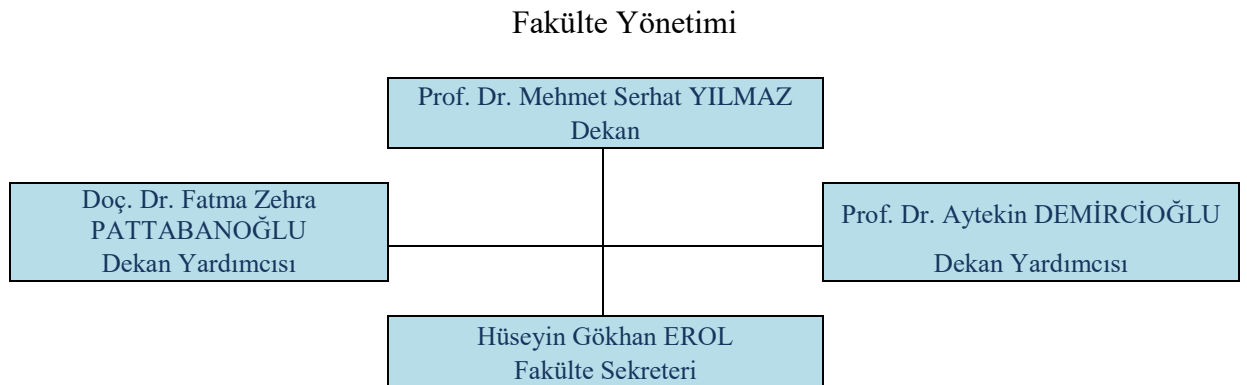 Fakülte Yönetimi
Prof. Dr. Mehmet Serhat YILMAZ
Dekan
Doç. Dr. Fatma Zehra
PATTABANOĞLU
Dekan Yardımcısı
Prof. Dr. Aytekin DEMİRCİOĞLU
Dekan Yardımcısı
Hüseyin Gökhan EROL
Fakülte Sekreteri